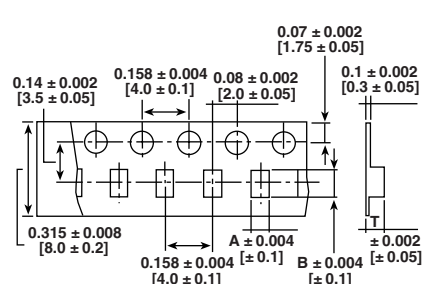 0.07 ± 0.002
[1.75 ± 0.05]
0.14 ± 0.002
[3.5 ± 0.05]
0.158 ± 0.004
[4.0 ± 0.1]
0.08 ± 0.002
[2.0 ± 0.05]
0.1 ± 0.002
[0.3 ± 0.05]
0.315 ± 0.008
[8.0 ± 0.2]
0.158 ± 0.004
[4.0 ± 0.1]
A ± 0.004
[± 0.1]
B ± 0.004
[± 0.1]
T
± 0.002
[± 0.05]